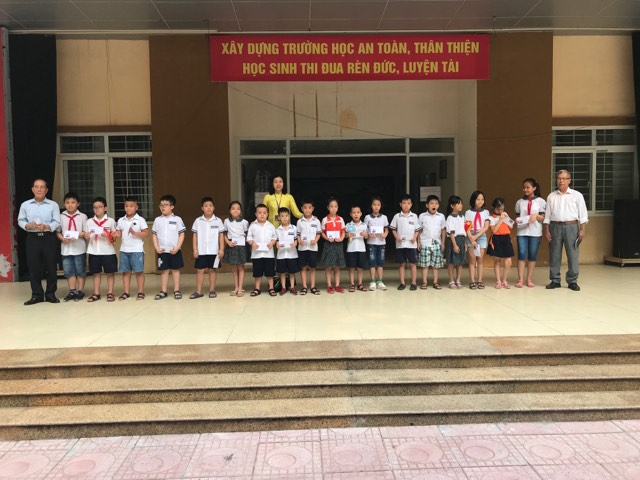 XÂY DỰNG TRƯỜNG HỌC AN TOÀN, THÂN THIỆN
HỌC SINH THI ĐUA RÈN ĐỨC, LUYỆN TÀI